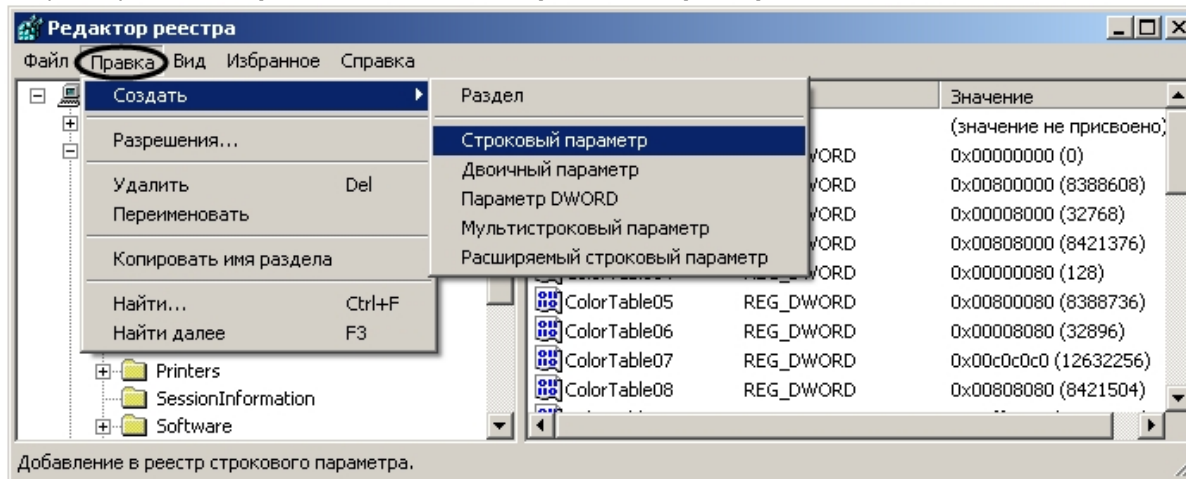 Редактор реестра
Файл Правка Вид Избранное Справка
Создать
Разрешения...
Удалить Del
Переименовать
Копировать имя раздела
Найти... Ctrl+F
Найти далее F3
Printers
SessionInformation
Software
Раздел
Строковый параметр
Двоичный параметр
Параметр DWORD
Мультистроковый параметр
Расширяемый строковый параметр
Значение
(значение не присвоено)
0x00000000 (0)
0x00800000 (8388608)
0x00008000 (32768)
0x00808000 (8421376)
0x00000080 (128)
ColorTable05 REG_DWORD 0x00800080 (8388736)
ColorTable06 REG_DWORD 0x00008080 (32896)
ColorTable07 REG_DWORD 0x00c0c0c0 (12632256)
ColorTable08 REG_DWORD 0x00808080 (8421504)
Добавление в реестр строкового параметра.